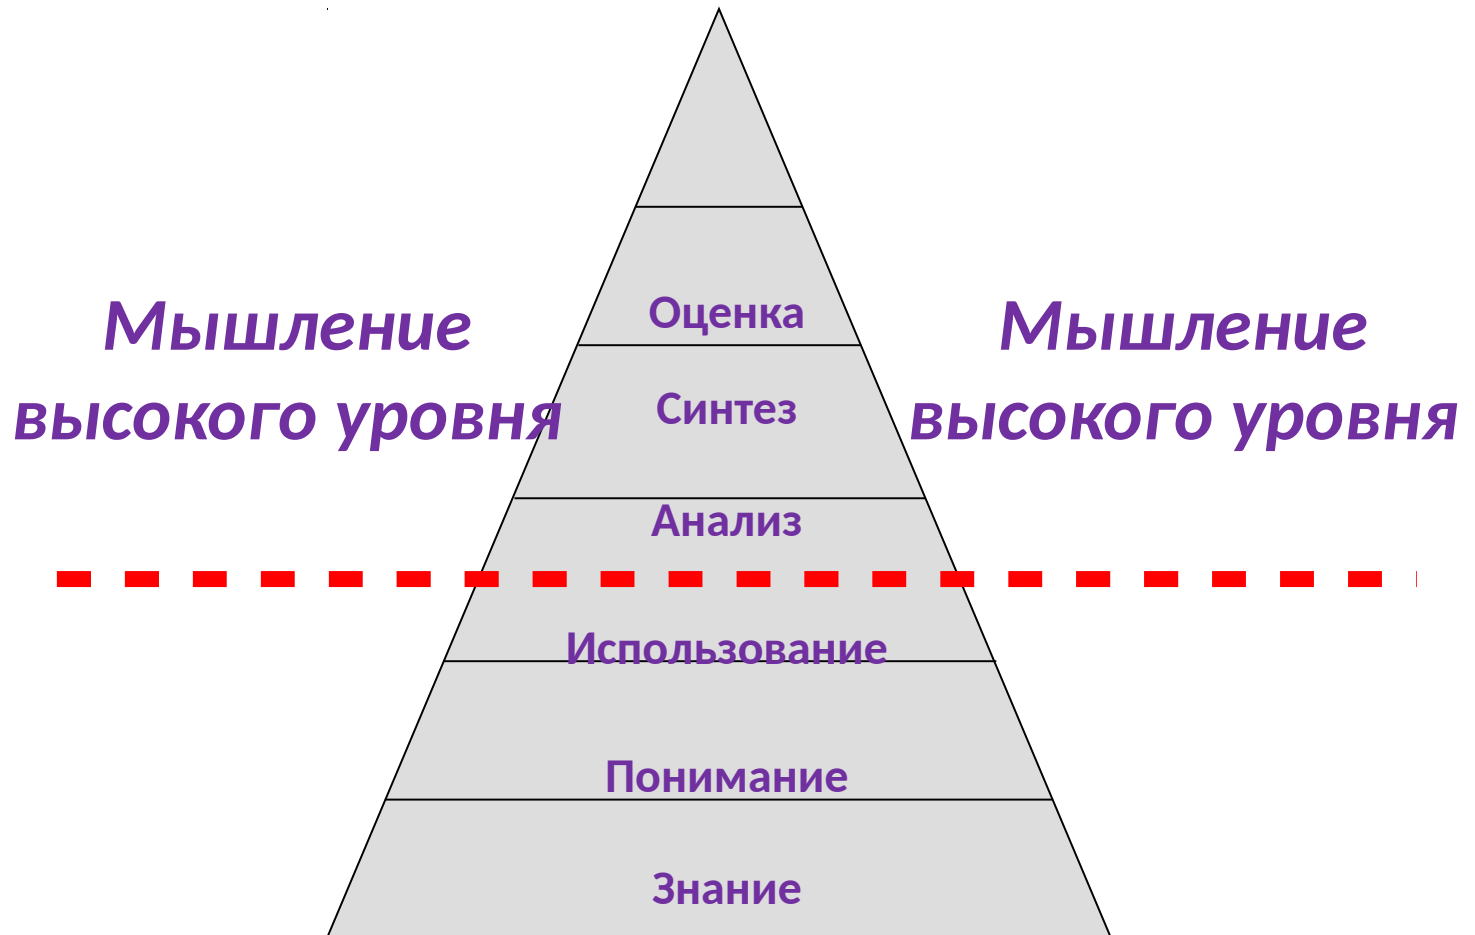 Оценка
Мышление
высокого уровня
Мышление
высокого уровня
Синтез
Анализ
Использование
Понимание
Знание